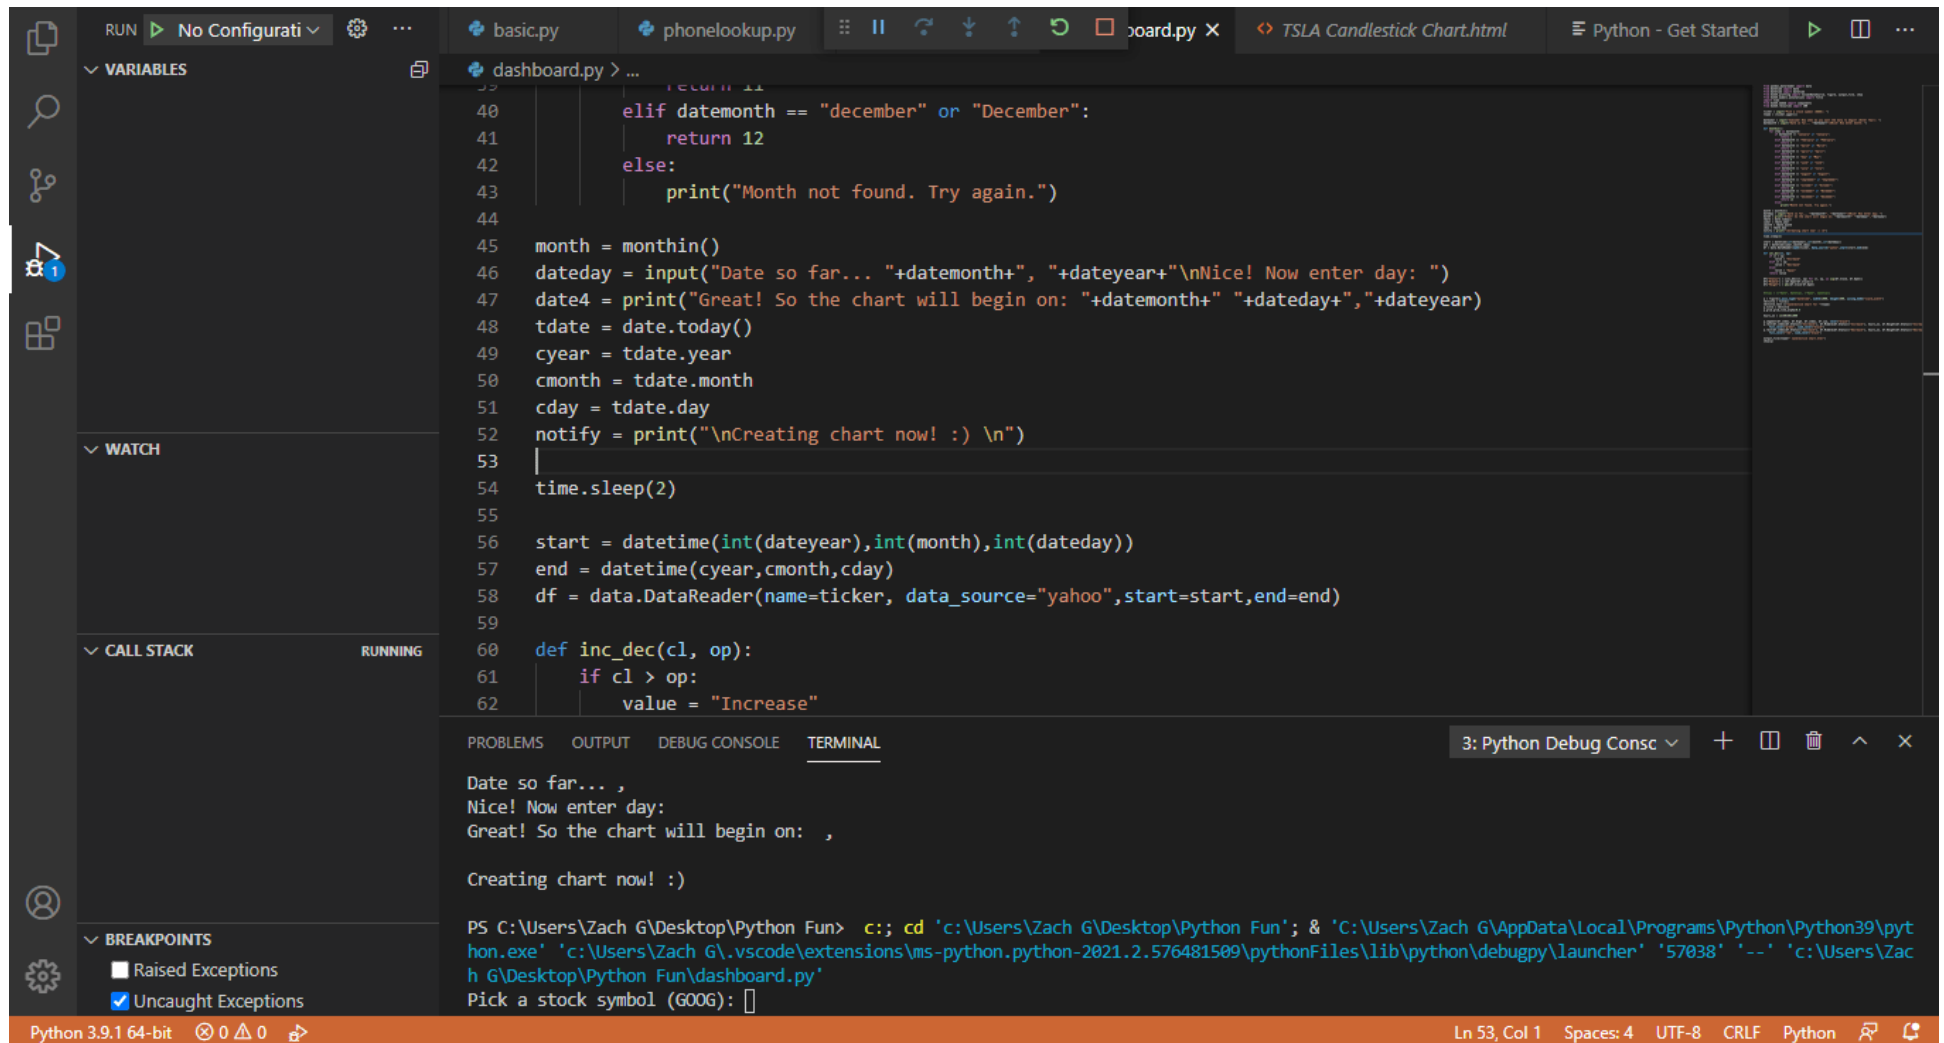 RUN No Configurati
basic.py phonelookup.py board.py TSLA Candlestick Chart.html Python - Get Started
VARIABLES
dashboard.py > ...
39 return 11
40 elif datemonth == "december" or "December":
41 return 12
42 else:
43 print("Month not found. Try again.")
44
45 month = monthin()
46 dateday = input("Date so far... "+datemonth+", "+dateyear+"\nNice! Now enter day: ")
47 date4 = print("Great! So the chart will begin on: "+datemonth+" "+dateday+","+dateyear)
48 tdate = date.today()
49 cyear = tdate.year
50 cmonth = tdate.month
51 cday = tdate.day
52 notify = print("\nCreating chart now! :) \n")
53
54 time.sleep(2)
55
56 start = datetime(int(dateyear),int(month),int(dateday))
57 end = datetime(cyear,cmonth,cday)
58 df = data.DataReader(name=ticker, data_source="yahoo",start=start,end=end)
59
60 def inc_dec(cl, op):
61 if cl > op:
62 value = "Increase"
WATCH
CALL STACK RUNNING
1
BREAKPOINTS
Raised Exceptions
Uncaught Exceptions
PROBLEMS OUTPUT DEBUG CONSOLE TERMINAL 3: Python Debug Consc
Date so far... ,
Nice! Now enter day:
Great! So the chart will begin on:  ,
Creating chart now! :)
PS C:\Users\Zach G\Desktop\Python Fun>  c:; cd 'c:\Users\Zach G\Desktop\Python Fun'; & 'C:\Users\Zach G\AppData\Local\Programs\Python\Python39\pyt
hon.exe' 'c:\Users\Zach G\.vscode\extensions\ms-python.python-2021.2.576481509\pythonFiles\lib\python\debugpy\launcher' '57038' '--' 'c:\Users\Zac
h G\Desktop\Python Fun\dashboard.py'
Pick a stock symbol (GOOG):
Python 3.9.1 64-bit 0 0 Ln 53, Col 1 Spaces: 4 UTF-8 CRLF Python